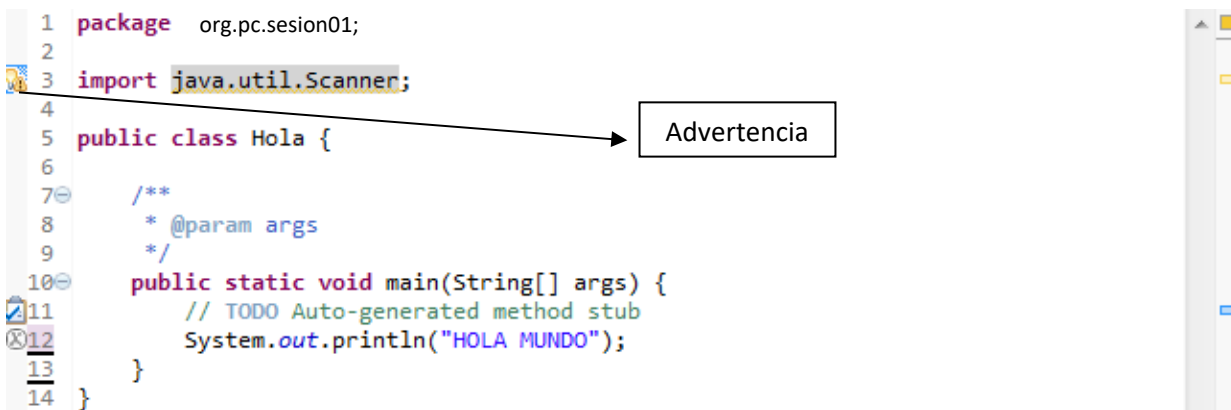 1 package org.pc.sesion01;
2
3 import java.util.Scanner;
4
Advertencia
5 public class Hola {
6
7 /**
8 * @param args
9 */
10 public static void main(String[] args) {
11 // TODO Auto-generated method stub
12 System.out.println("HOLA MUNDO");
13 }
14 }